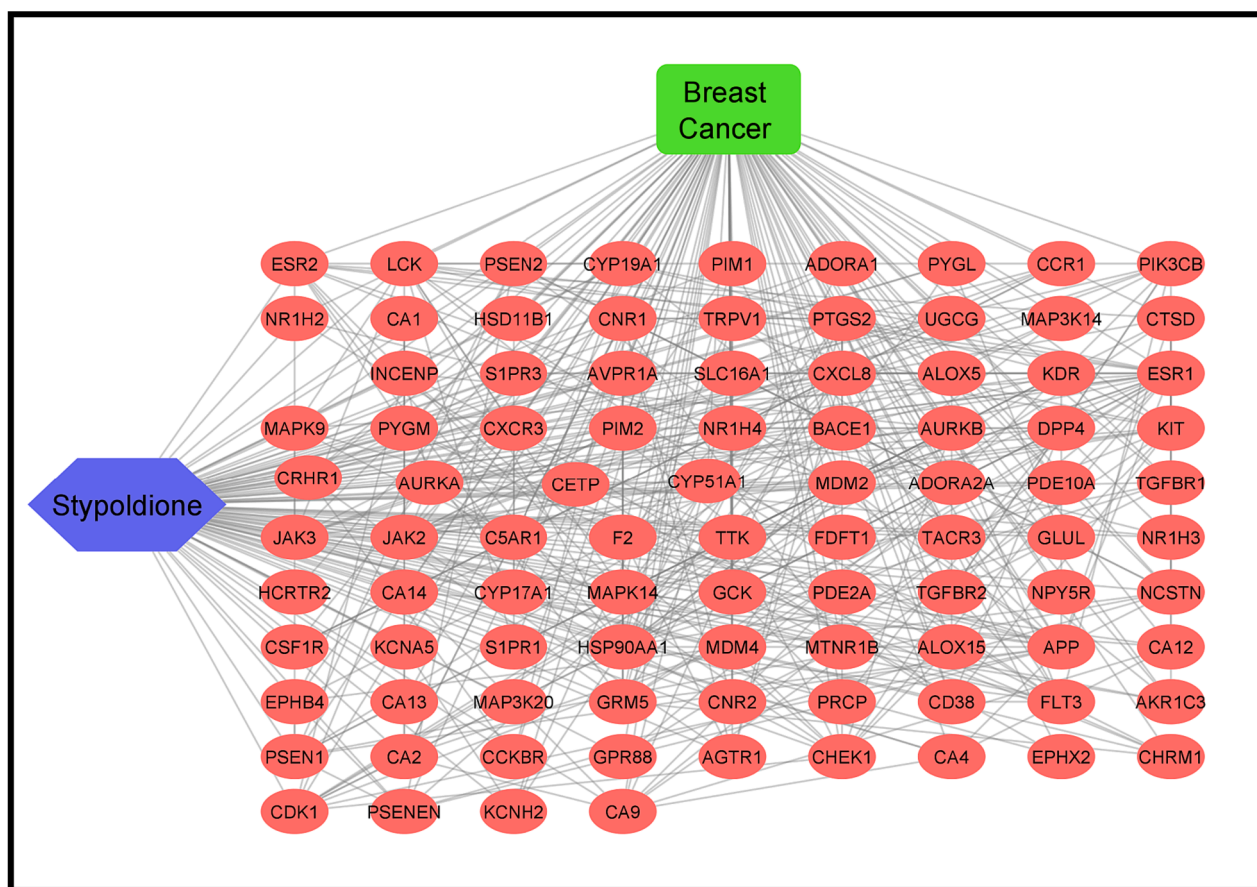 Breast
Cancer
ESR2 LCK PSEN2 CYP19A1 PIM1 ADORA1 PYGL CCR1 PIK3CB
NR1H2 CA1 HSD11B1 CNR1 TRPV1 PTGS2 UGCG MAP3K14 CTSD
INCENP S1PR3 AVPR1A SLC16A1 CXCL8 ALOX5 KDR ESR1
MAPK9 PYGM CXCR3 PIM2 NR1H4 BACE1 AURKB DPP4 KIT
CRHR1 AURKA CETP CYP51A1 MDM2 ADORA2A PDE10A TGFBR1
Stypoldione
JAK3 JAK2 C5AR1 F2 TTK FDFT1 TACR3 GLUL NR1H3
HCRTR2 CA14 CYP17A1 MAPK14 GCK PDE2A TGFBR2 NPY5R NCSTN
CSF1R KCNA5 S1PR1 HSP90AA1 MDM4 MTNR1B ALOX15 APP CA12
EPHB4 CA13 MAP3K20 GRM5 CNR2 PRCP CD38 FLT3 AKR1C3
PSEN1 CA2 CCKBR GPR88 AGTR1 CHEK1 CA4 EPHX2 CHRM1
CDK1 PSENEN KCNH2 CA9